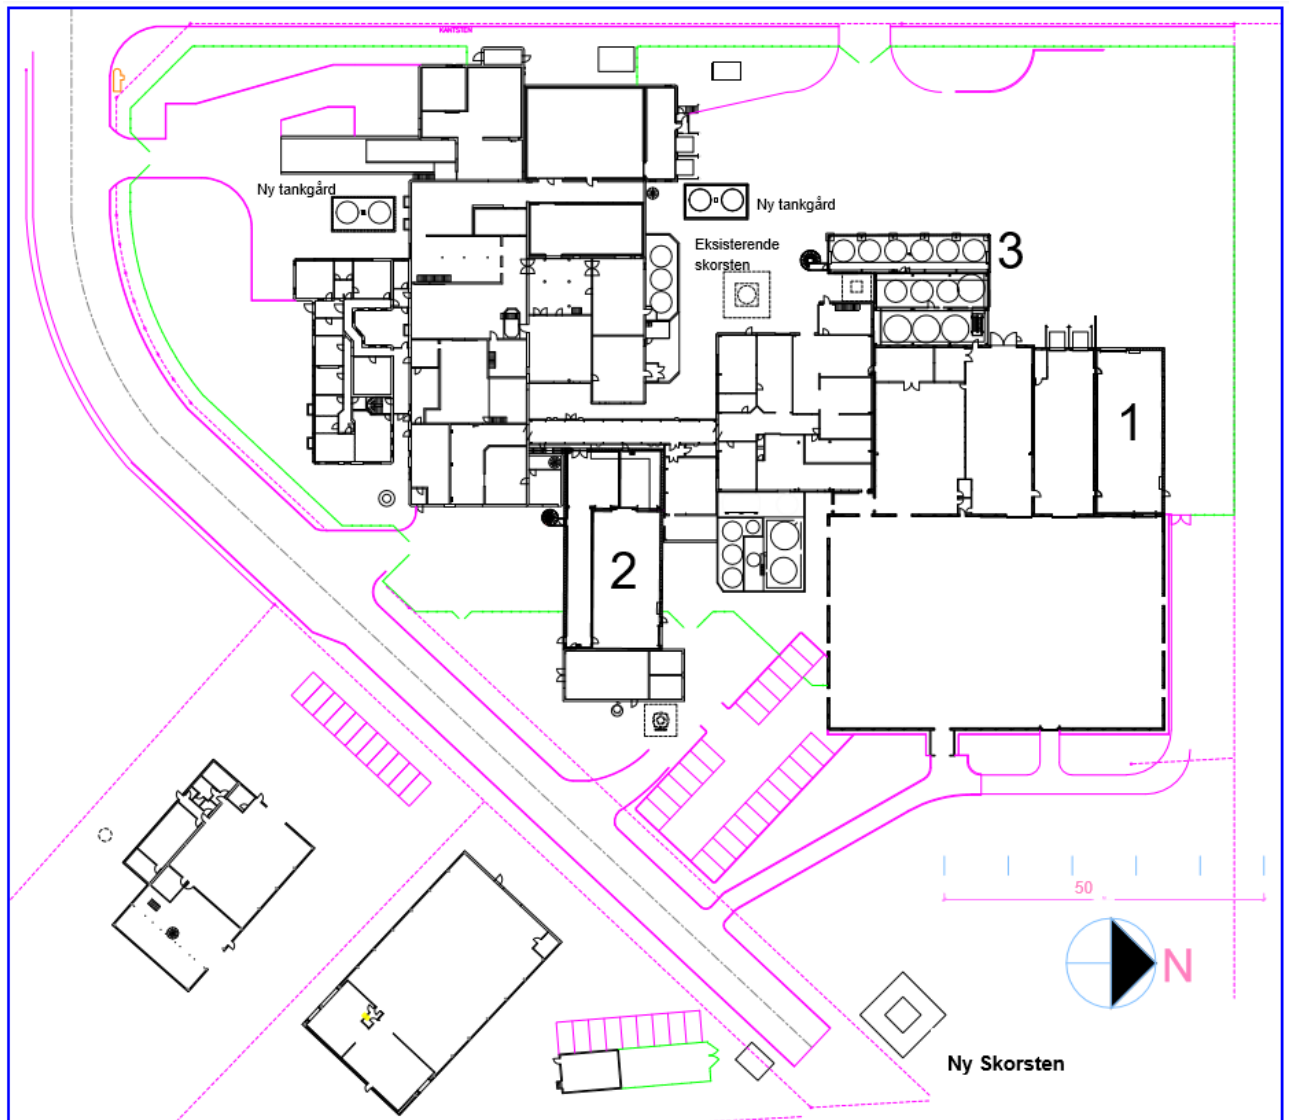 KANTSTEN
Ny tankgård
Ny tankgård
Eksisterende
skorsten
3
1
2
50
N
Ny Skorsten